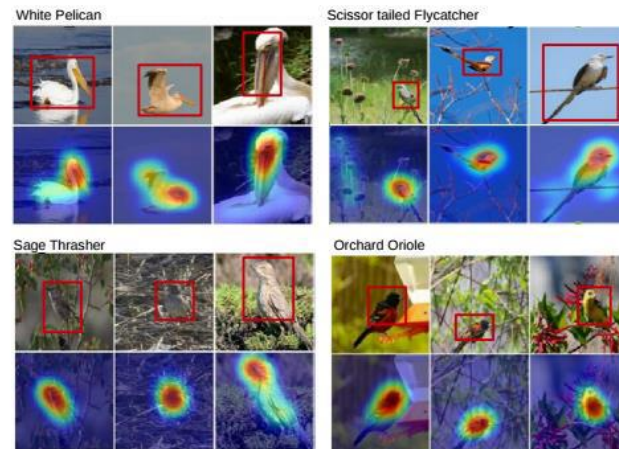 White Pelican
Scissor tailed Flycatcher
Sage Thrasher
Orchard Oriole